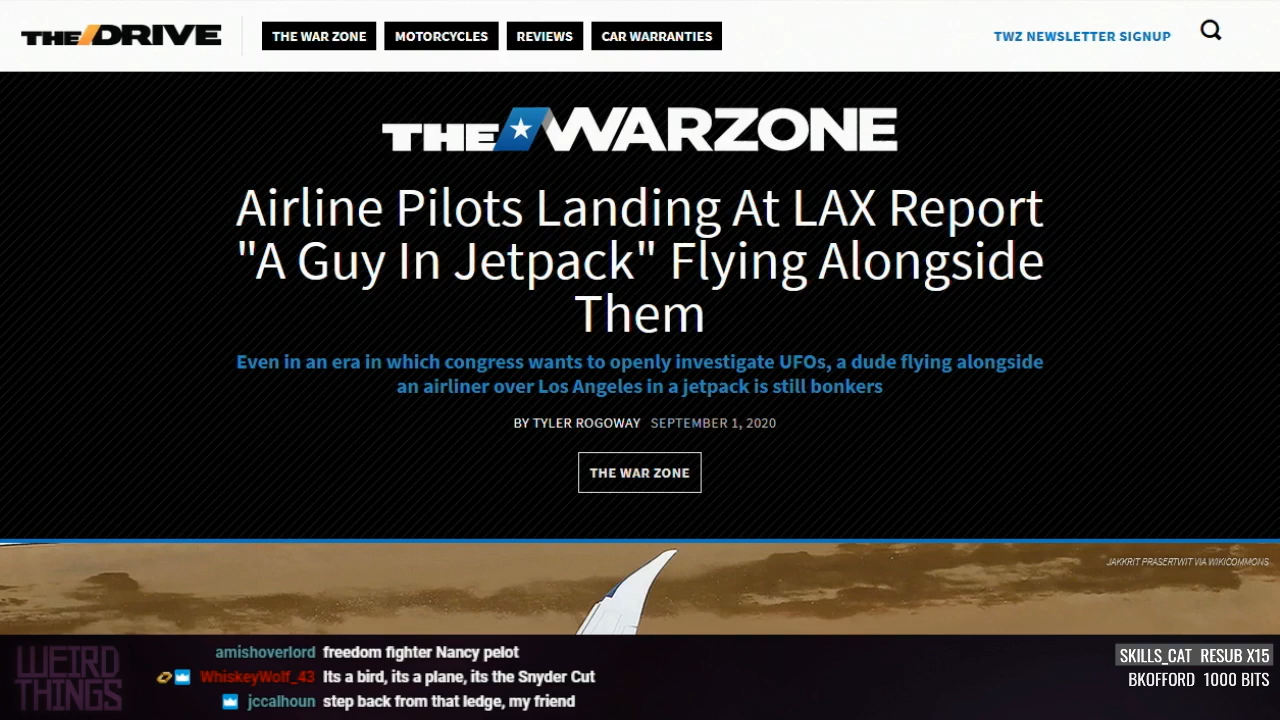 THE DRIVE
THE WAR ZONE
MOTORCYCLES
REVIEWS
CAR WARRANTIES
TWZ NEWSLETTER SIGNUP
THE WARZONE
Airline Pilots Landing At LAX Report
"A Guy In Jetpack" Flying Alongside
Them
Even in an era in which congress wants to openly investigate UFOs, a dude flying alongside
an airliner over Los Angeles in a jetpack is still bonkers
BY TYLER ROGOWAY SEPTEMBER 1, 2020
THE WAR ZONE
JAKKRIT PRASERTWIT VIA WIKICOMMONS
WEIRD
THINGS
amishoverlord freedom fighter Nancy pelot
WhiskeyWolf_43 Its a bird, its a plane, its the Snyder Cut
jccalhoun step back from that ledge, my friend
SKILLS_CAT RESUB X15
BKOFFORD 1000 BITS